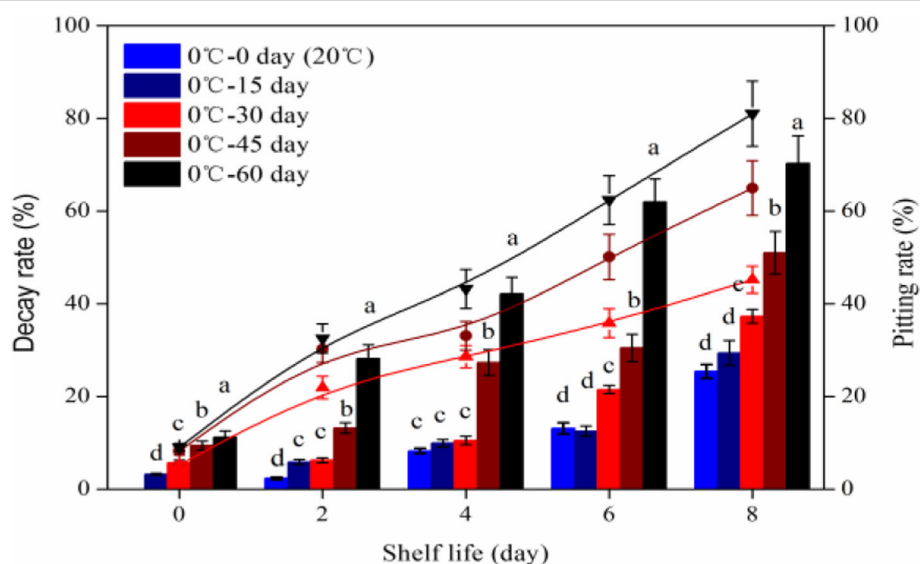 100
100
0℃-0 day (20℃)
0℃-15 day
80
0℃-30 day
80
0℃-45 day
0℃-60 day
a
a
60
60
Decay rate (%)
Pitting rate (%)
b
a
40
40
a
c
b
b
20
20
d
d
a
d
d
c
b
c
c
c
b
a
d
c
c
d
0
0
0
2
4
6
8
Shelf life (day)